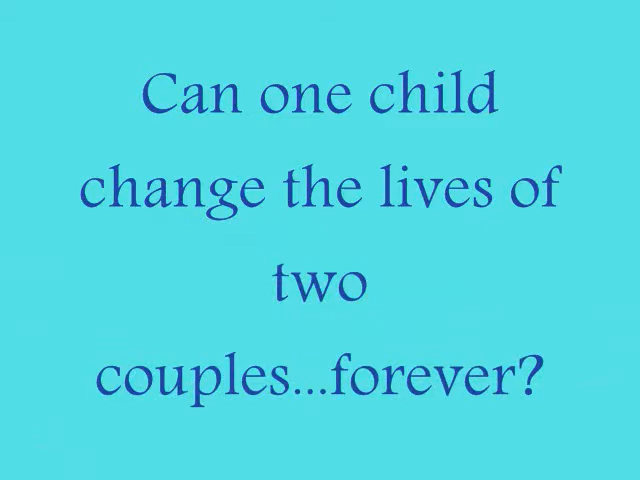 Can one child
change the lives of
two
couples...forever?